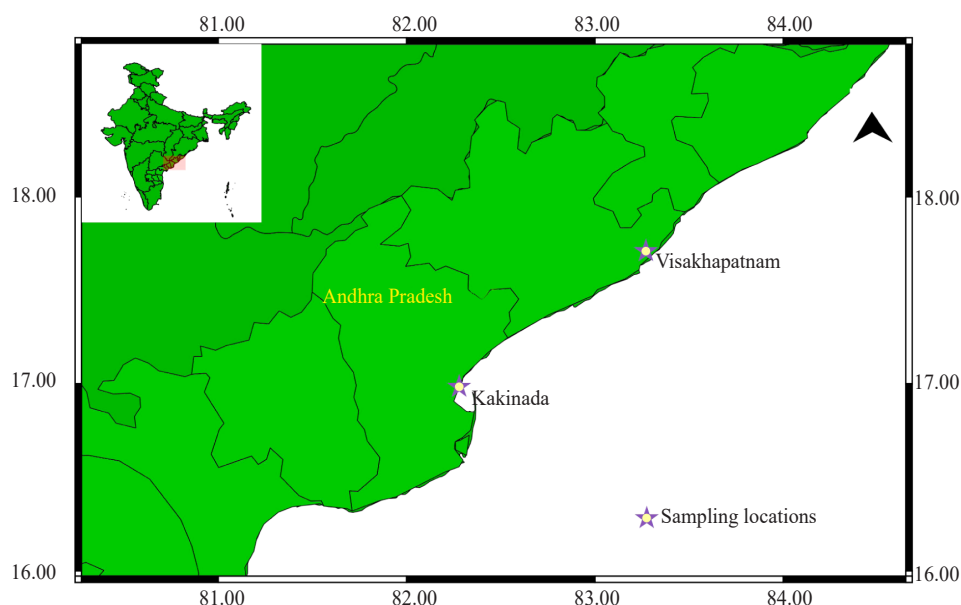 81.00 82.00 83.00 84.00
18.00 18.00
Visakhapatnam
Andhra Pradesh
17.00 17.00
Kakinada
Sampling locations
16.00 16.00
81.00 82.00 83.00 84.00